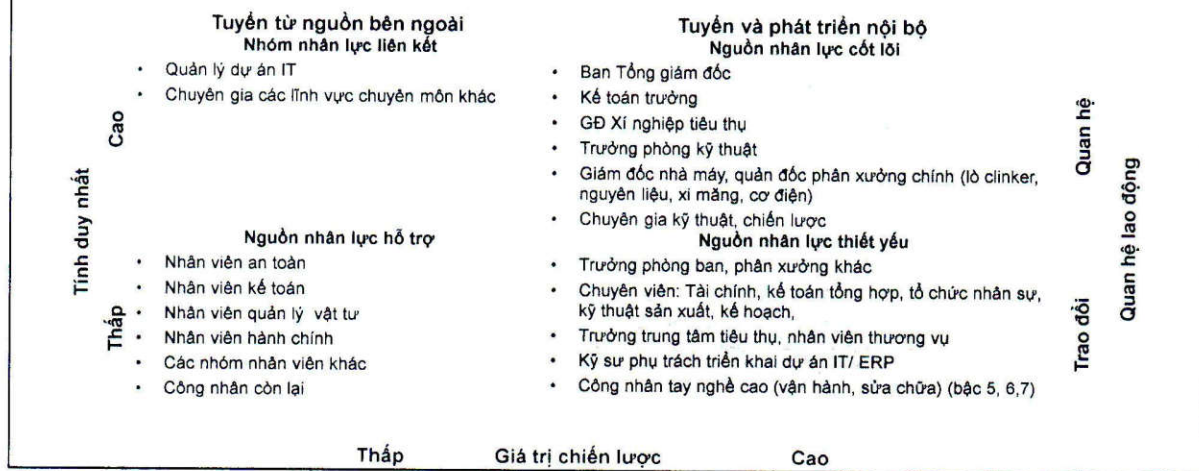 Tuyển từ nguồn bên ngoài
Nhóm nhân lực liên kết
• Quản lý dự án IT
• Chuyên gia các lĩnh vực chuyên môn khác
Tuyển và phát triển nội bộ
Nguồn nhân lực cốt lõi
• Ban Tổng giám đốc
• Kế toán trưởng
• GĐ Xí nghiệp tiêu thụ
• Trưởng phòng kỹ thuật
• Giám đốc nhà máy, quản đốc phân xưởng chính (lò clinker,
nguyên liệu, xi măng, cơ điện)
• Chuyên gia kỹ thuật, chiến lược
Nguồn nhân lực hỗ trợ
• Nhân viên an toàn
• Nhân viên kế toán
• Nhân viên quản lý vật tư
• Nhân viên hành chính
• Các nhóm nhân viên khác
• Công nhân còn lại
Nguồn nhân lực thiết yếu
• Trưởng phòng ban, phân xưởng khác
• Chuyên viên: Tài chính, kế toán tổng hợp, tổ chức nhân sự,
kỹ thuật sản xuất, kế hoạch,
• Trưởng trung tâm tiêu thụ, nhân viên thương vụ
• Kỹ sư phụ trách triển khai dự án IT/ ERP
• Công nhân tay nghề cao (vận hành, sửa chữa) (bậc 5, 6,7)
Tính duy nhất
Cao
Thấp
Quan hệ
Trao đổi
Quan hệ lao động
Thấp Giá trị chiến lược Cao